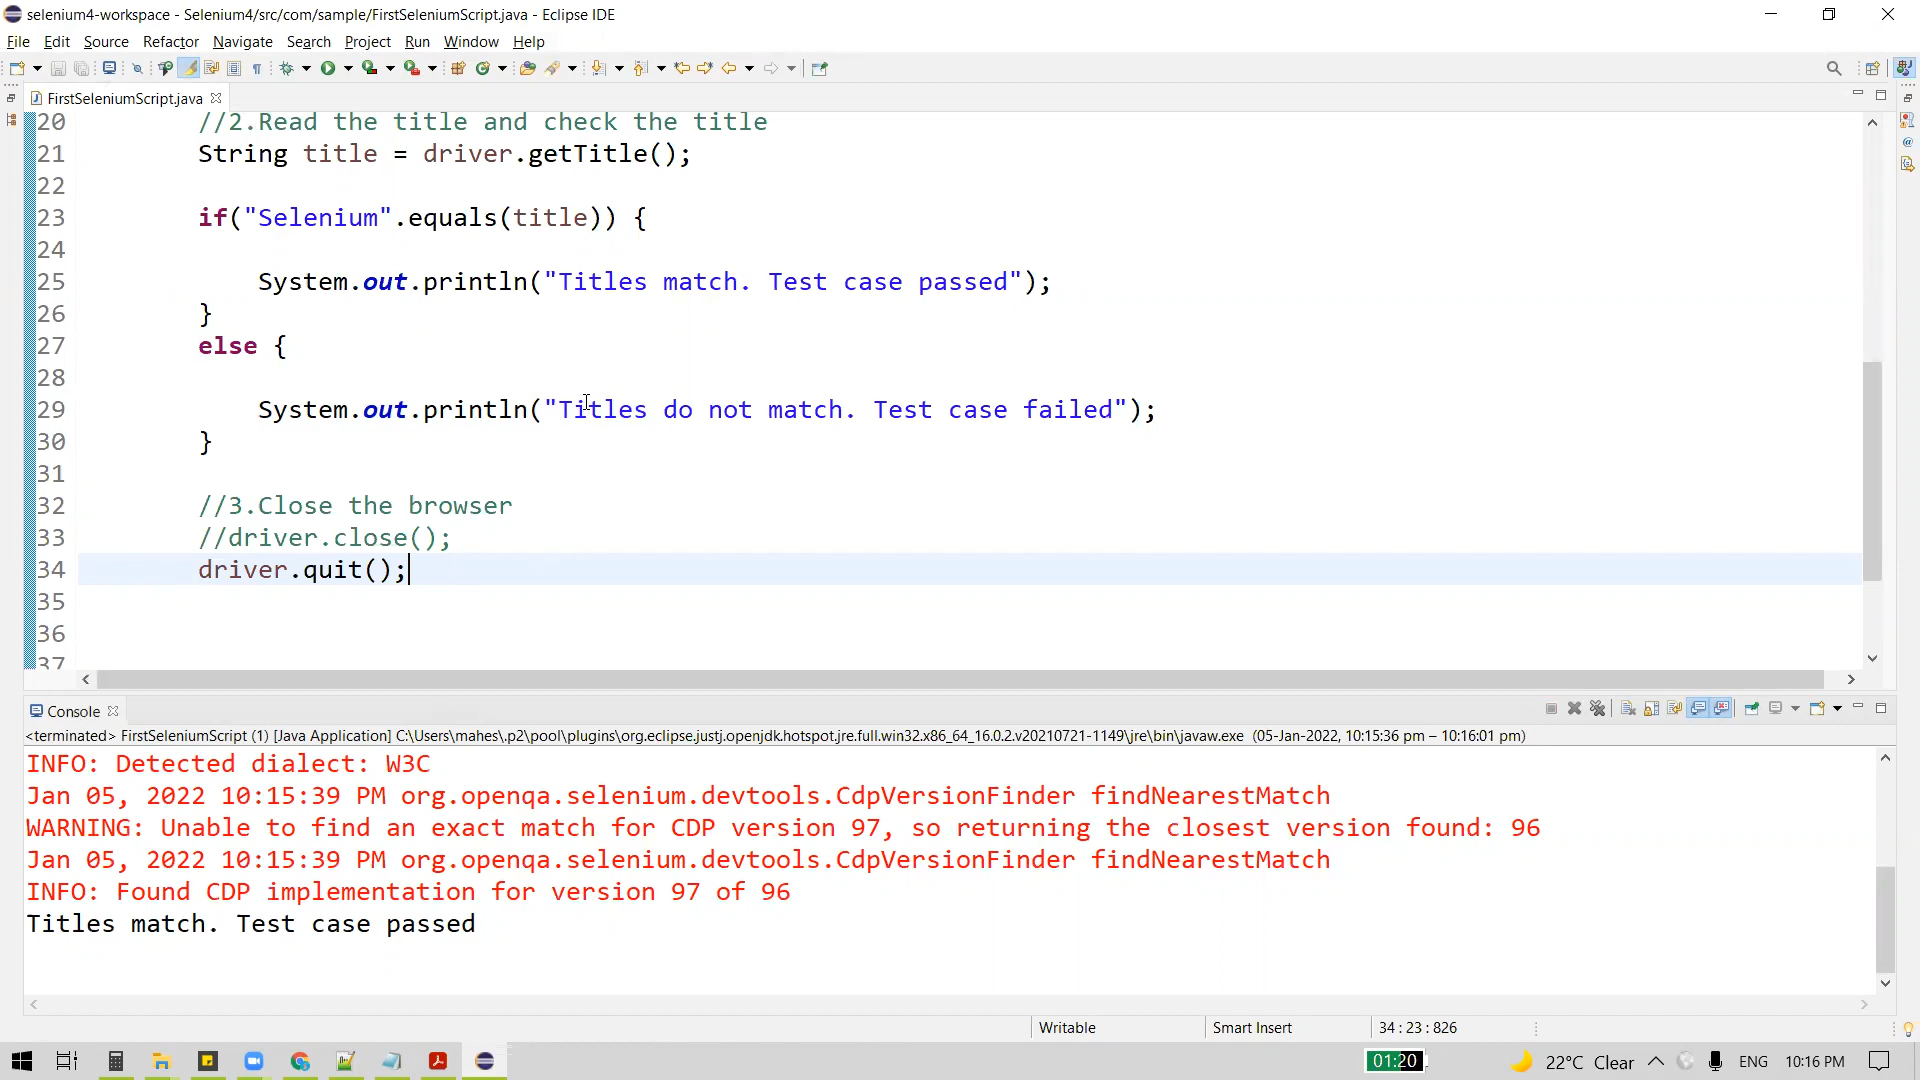 selenium4-workspace - Selenium4/src/com/sample/FirstSeleniumScript.java - Eclipse IDE
File Edit Source Refactor Navigate Search Project Run Window Help
FirstSeleniumScript.java
20 //2.Read the title and check the title
21 String title = driver.getTitle();
22
23 if("Selenium".equals(title)) {
24
25 System.out.println("Titles match. Test case passed");
26 }
27 else {
28
29 System.out.println("Titles do not match. Test case failed");
30 }
31
32 //3.Close the browser
33 //driver.close();
34 driver.quit();
35
36
37
Console
<terminated> FirstSeleniumScript (1) [Java Application] C:\Users\mahes\.p2\pool\plugins\org.eclipse.justj.openjdk.hotspot.jre.full.win32.x86_64_16.0.2.v20210721-1149\jre\bin\javaw.exe (05-Jan-2022, 10:15:36 pm – 10:16:01 pm)
INFO: Detected dialect: W3C
Jan 05, 2022 10:15:39 PM org.openqa.selenium.devtools.CdpVersionFinder findNearestMatch
WARNING: Unable to find an exact match for CDP version 97, so returning the closest version found: 96
Jan 05, 2022 10:15:39 PM org.openqa.selenium.devtools.CdpVersionFinder findNearestMatch
INFO: Found CDP implementation for version 97 of 96
Titles match. Test case passed
Writable Smart Insert 34 : 23 : 826
01:20 22°C Clear ENG 10:16 PM